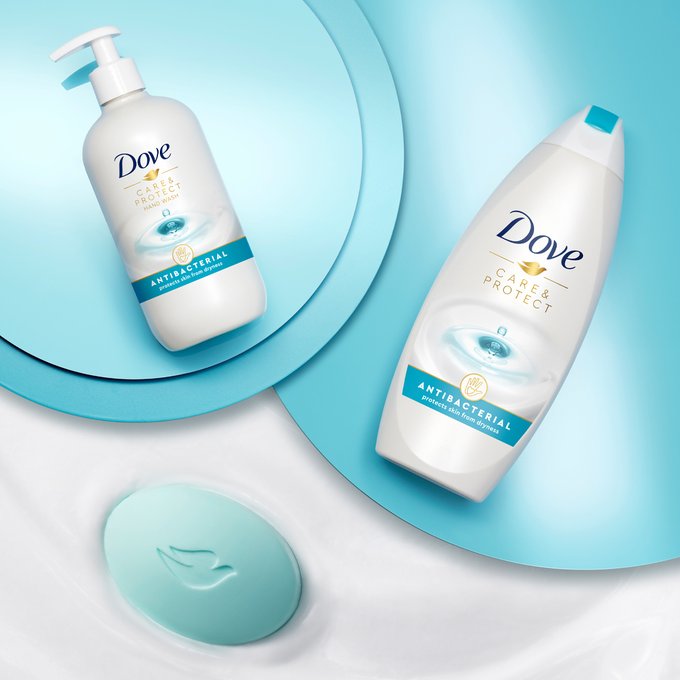 Dove
CARE &
PROTECT
HAND WASH
ANTIBACTERIAL
protects skin from dryness
Dove
CARE &
PROTECT
ANTIBACTERIAL
protects skin from dryness